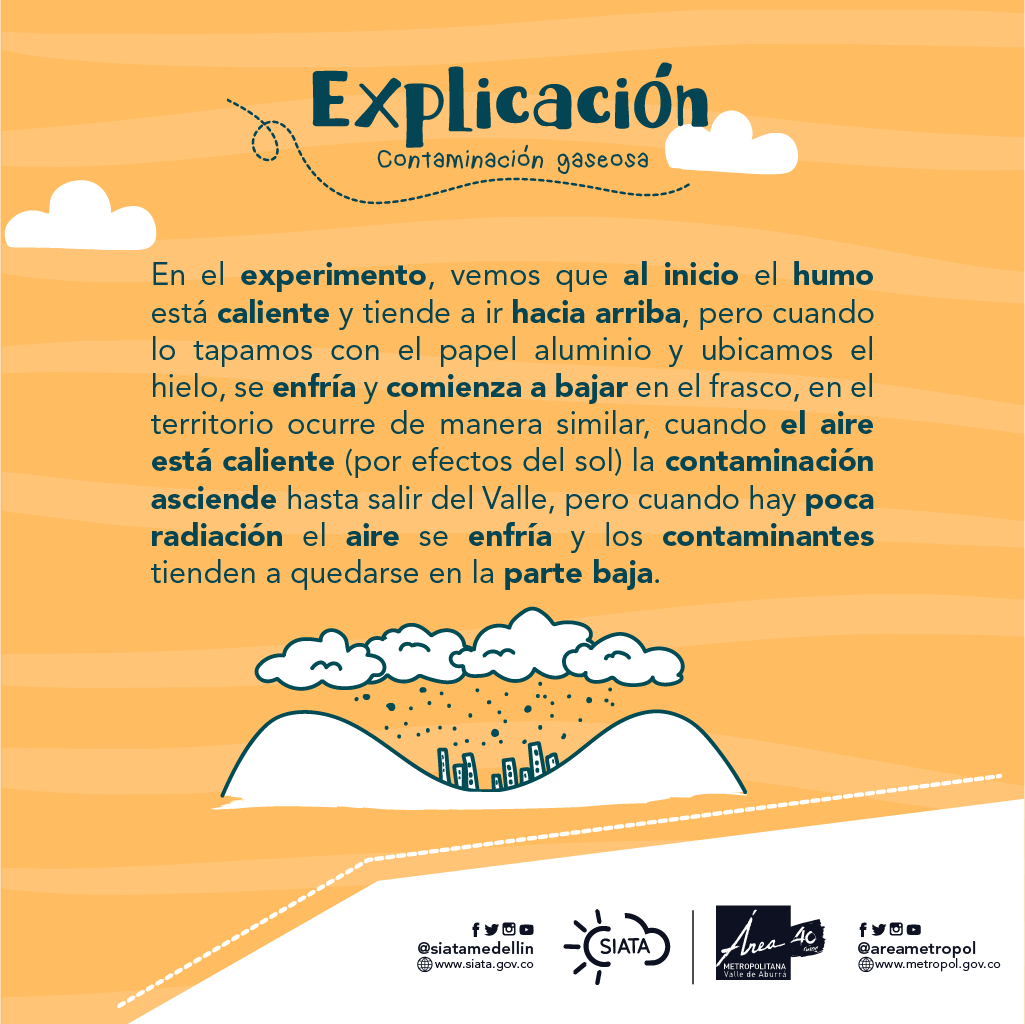 Explicación
Contaminación gaseosa
En el experimento, vemos que al inicio el humo
está caliente y tiende a ir hacia arriba, pero cuando
lo tapamos con el papel aluminio y ubicamos el
hielo, se enfría y comienza a bajar en el frasco, en el
territorio ocurre de manera similar, cuando el aire
está caliente (por efectos del sol) la contaminación
asciende hasta salir del Valle, pero cuando hay poca
radiación el aire se enfría y los contaminantes
tienden a quedarse en la parte baja.
@siatamedellin
www.siata.gov.co
SIATA
Área 40
METROPOLITANA
Valle de Aburrá
@areametropol
www.metropol.gov.co